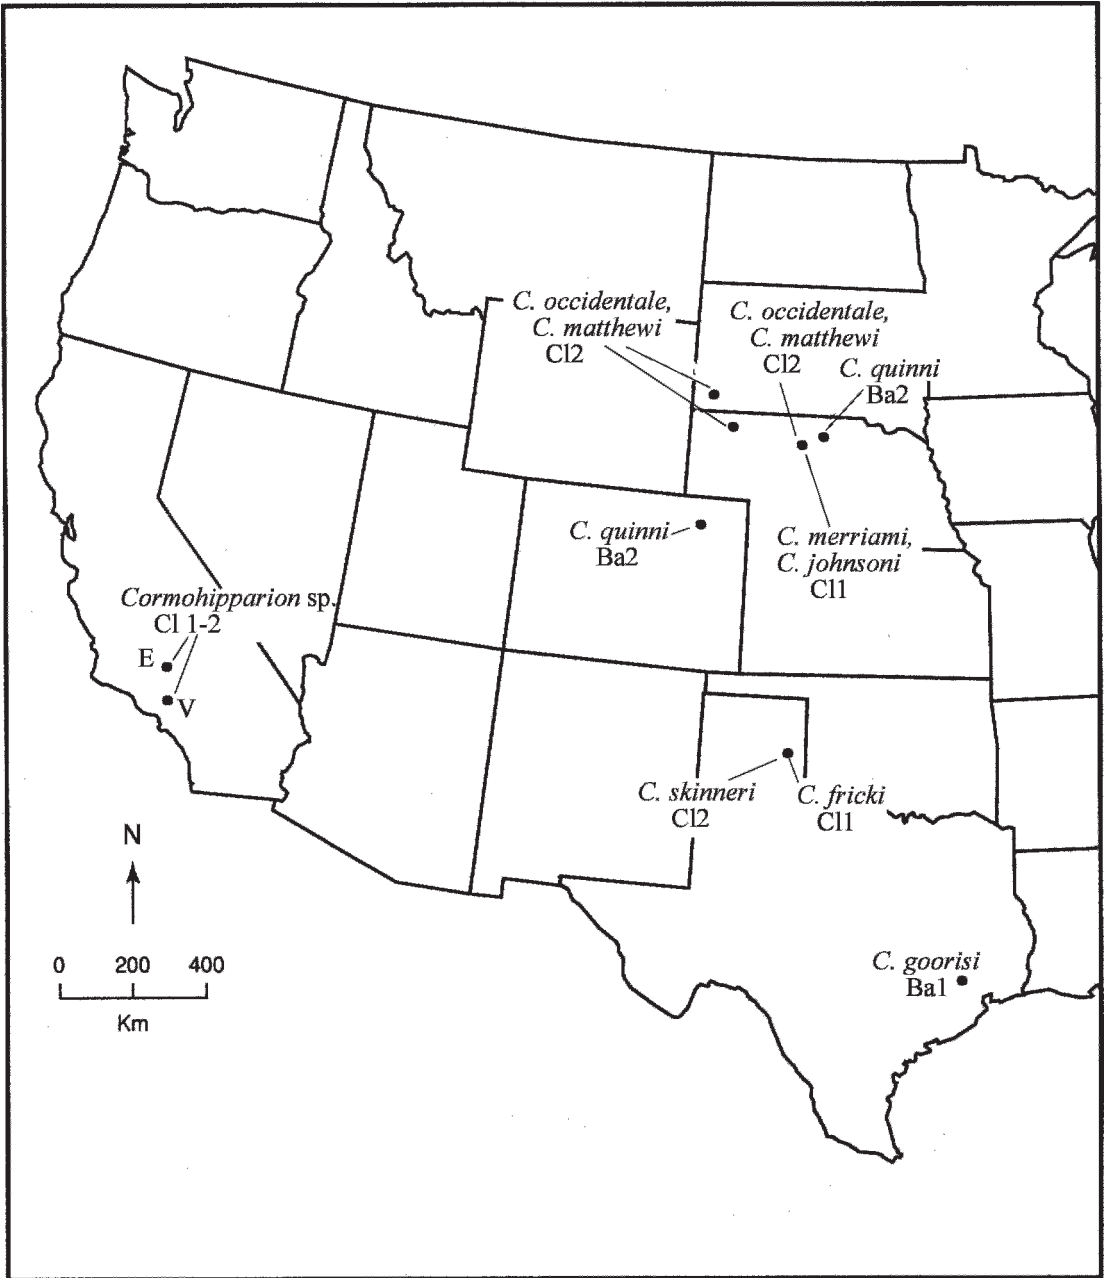 C. occidentale,
C. matthewi
Cl2
C. occidentale,
C. matthewi
Cl2
C. quinni
Ba2
C. quinni
Ba2
C. merriami,
C. johnsoni
Cl1
Cormohipparion sp.
Cl 1-2
E
V
C. skinneri
Cl2
C. fricki
Cl1
N
0 200 400
Km
C. goorisi
Ba1